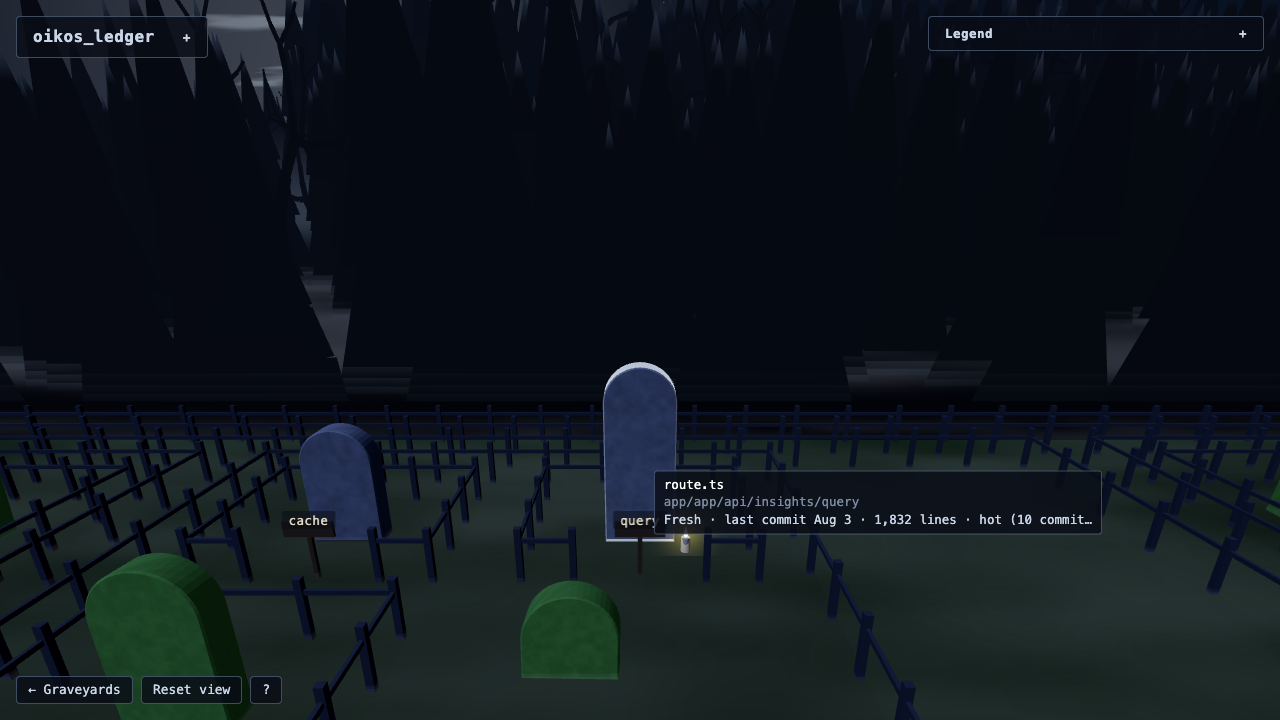 oikos_ledger +
Legend +
route.ts
app/app/api/insights/query
Fresh · last commit Aug 3 · 1,832 lines · hot (10 commit…
cache
query
← Graveyards
Reset view
?